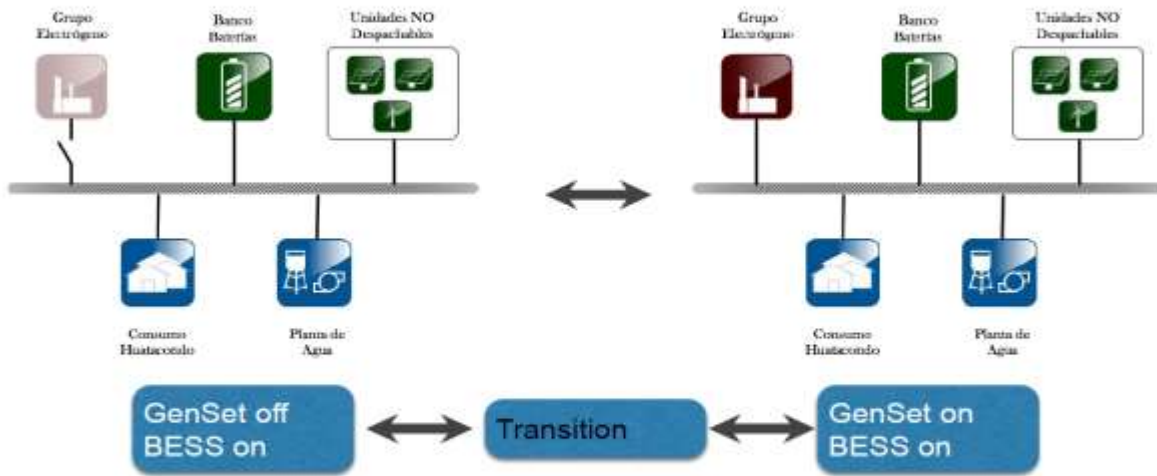 Grupo
Electrógeno
Banco
Baterías
Unidades NO
Despachables
Grupo
Electrógeno
Banco
Baterías
Unidades NO
Despachables
Consumo
Huatacondo
Planta de
Agua
Consumo
Huatacondo
Planta de
Agua
GenSet off
BESS on
Transition
GenSet on
BESS on